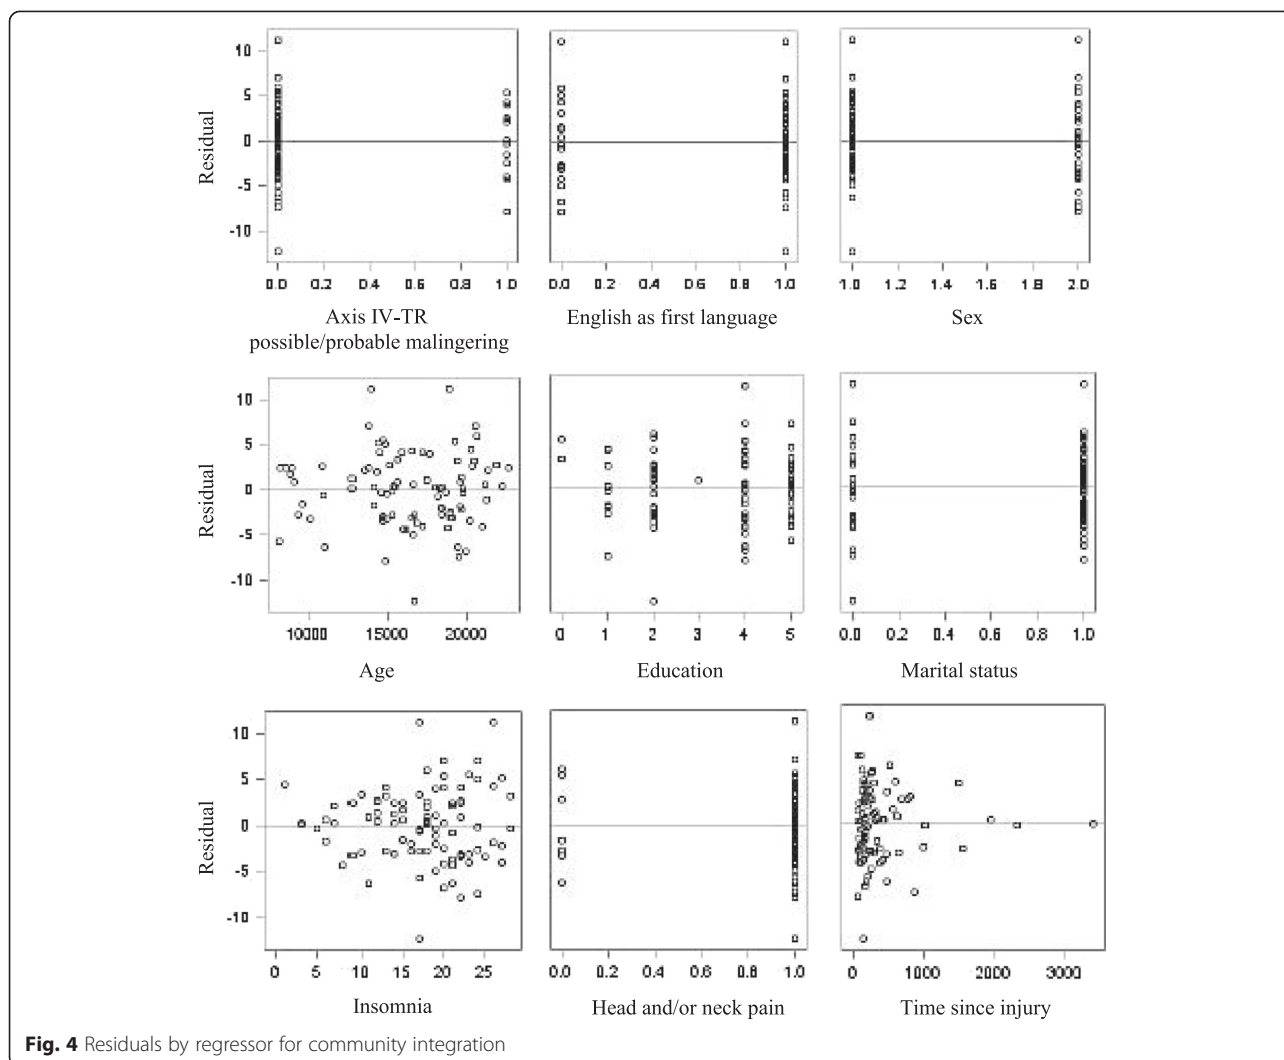 10
5
0
-5
-10
Residual
0.0 0.2 0.4 0.6 0.8 1.0
0.0 0.2 0.4 0.6 0.8 1.0
1.0 1.2 1.4 1.6 1.8 2.0
Axis IV-TR
possible/probable malingering
English as first language
Sex
10
5
0
-5
-10
Residual
10000 15000 20000
0 1 2 3 4 5
0.0 0.2 0.4 0.6 0.8 1.0
Age
Education
Marital status
10
5
0
-5
-10
Residual
0 5 10 15 20 25
0.0 0.2 0.4 0.6 0.8 1.0
0 1000 2000 3000
Insomnia
Head and/or neck pain
Time since injury
Fig. 4 Residuals by regressor for community integration